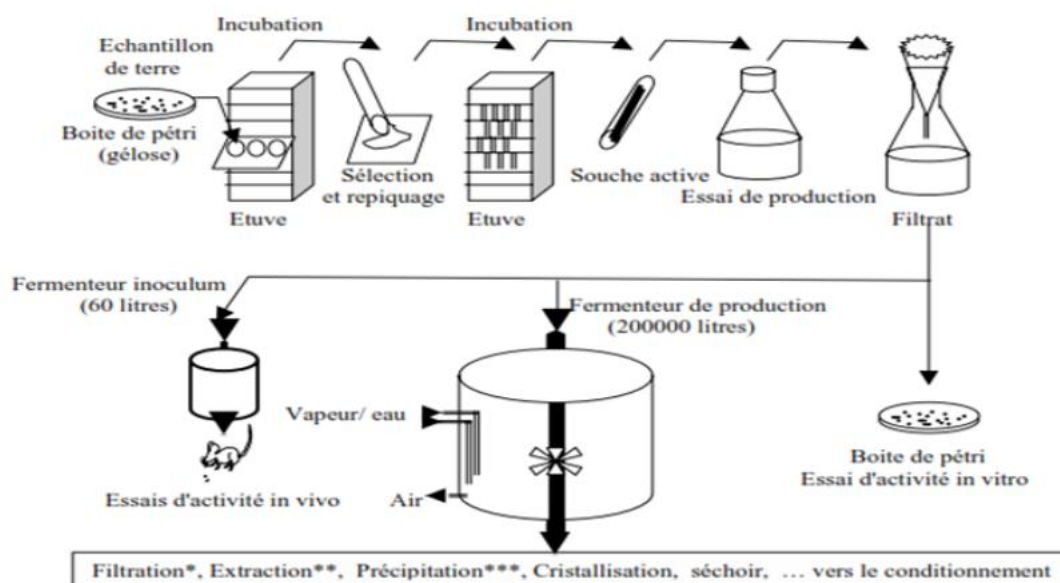 Incubation
Incubation
Echantillon
de terre
Boite de pétri
(gélose)
Etuve
Sélection
et repiquage
Etuve
Souche active
Essai de production
Filtrat
Fermenteur inoculum
(60 litres)
Fermenteur de production
(200000 litres)
Vapeur/ eau
Air
Essais d'activité in vivo
Boite de pétri
Essai d'activité in vitro
Filtration*, Extraction**, Précipitation***, Cristallisation, séchoir, … vers le conditionnement